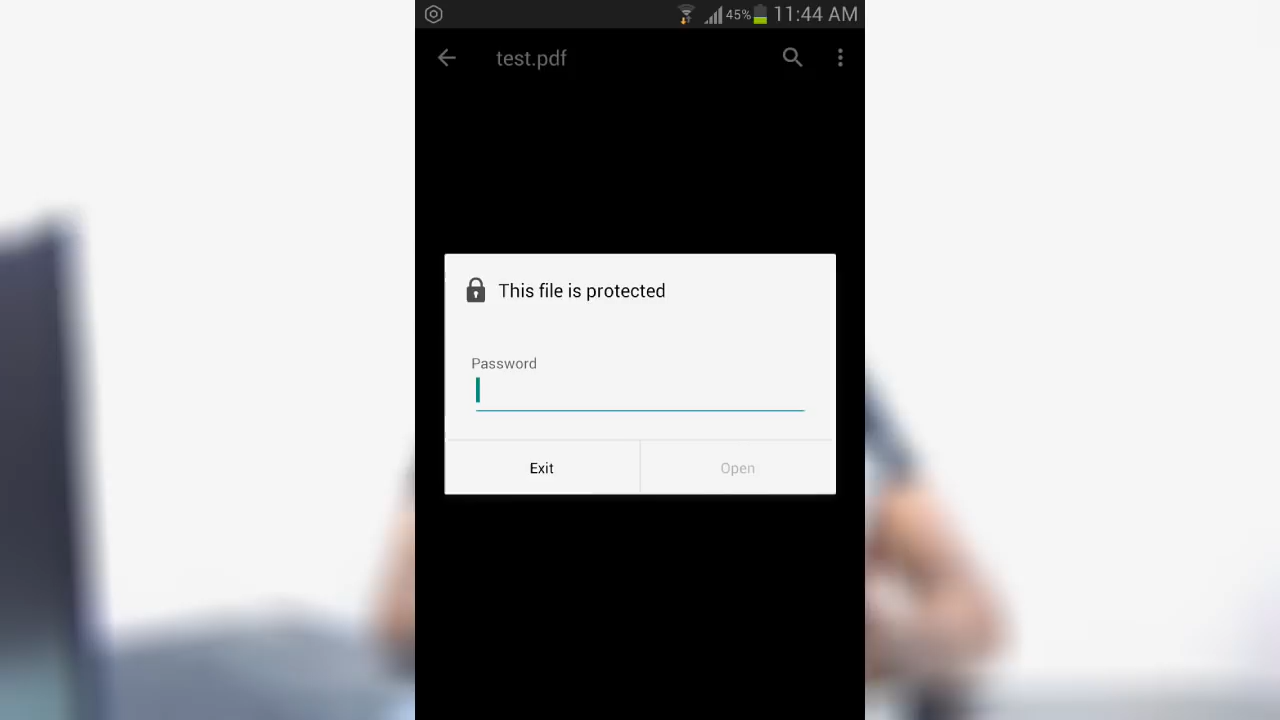 45% 11:44 AM
test.pdf
This file is protected
Password
Exit Open